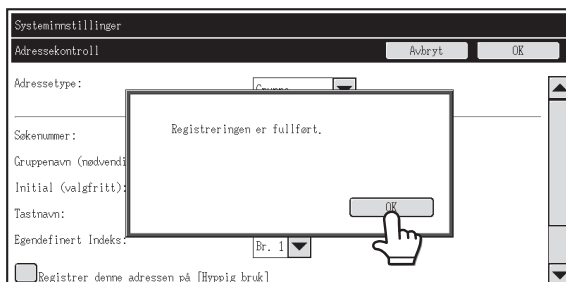 Systeminnstillinger
Adressekontroll
Avbryt
OK
Adressetype:
Gruppe
Registreringen er fullført.
Søkenummer:
Gruppenavn (nødvendi
Initial (valgfritt):
OK
Tastnavn:
Egendefinert Indeks:
Br. 1
Registrer denne adressen på [Hyppig bruk]